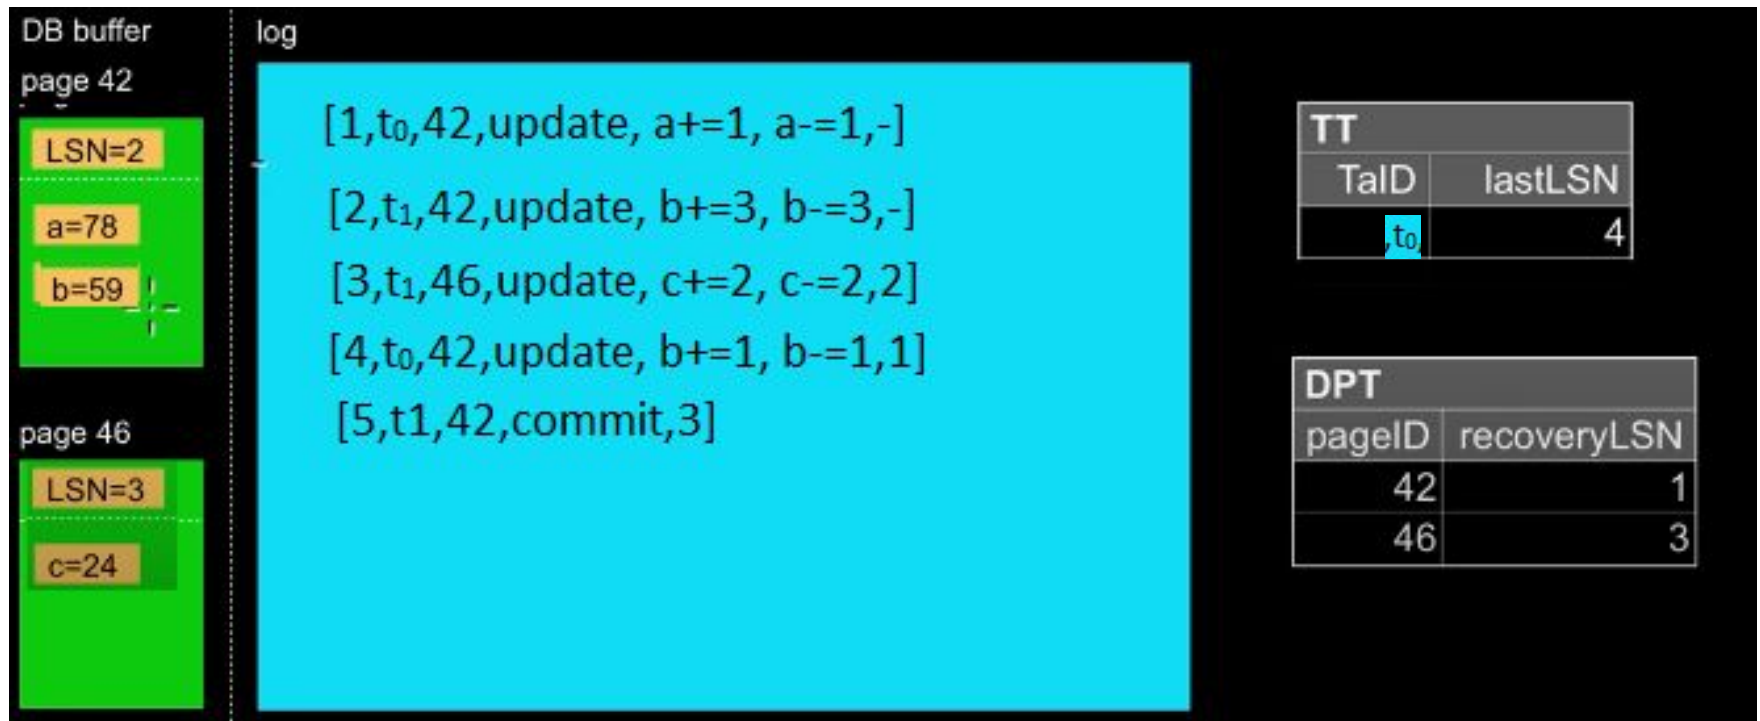 DB buffer
page 42
LSN=2
a=78
b=59
page 46
LSN=3
c=24
log
[1,t₀,42,update, a+=1, a-=1,-]
[2,t₁,42,update, b+=3, b-=3,-]
[3,t₁,46,update, c+=2, c-=2,2]
[4,t₀,42,update, b+=1, b-=1,1]
[5,t1,42,commit,3]
TT
TaID lastLSN
,t₀, 4
DPT
pageID recoveryLSN
42 1
46 3